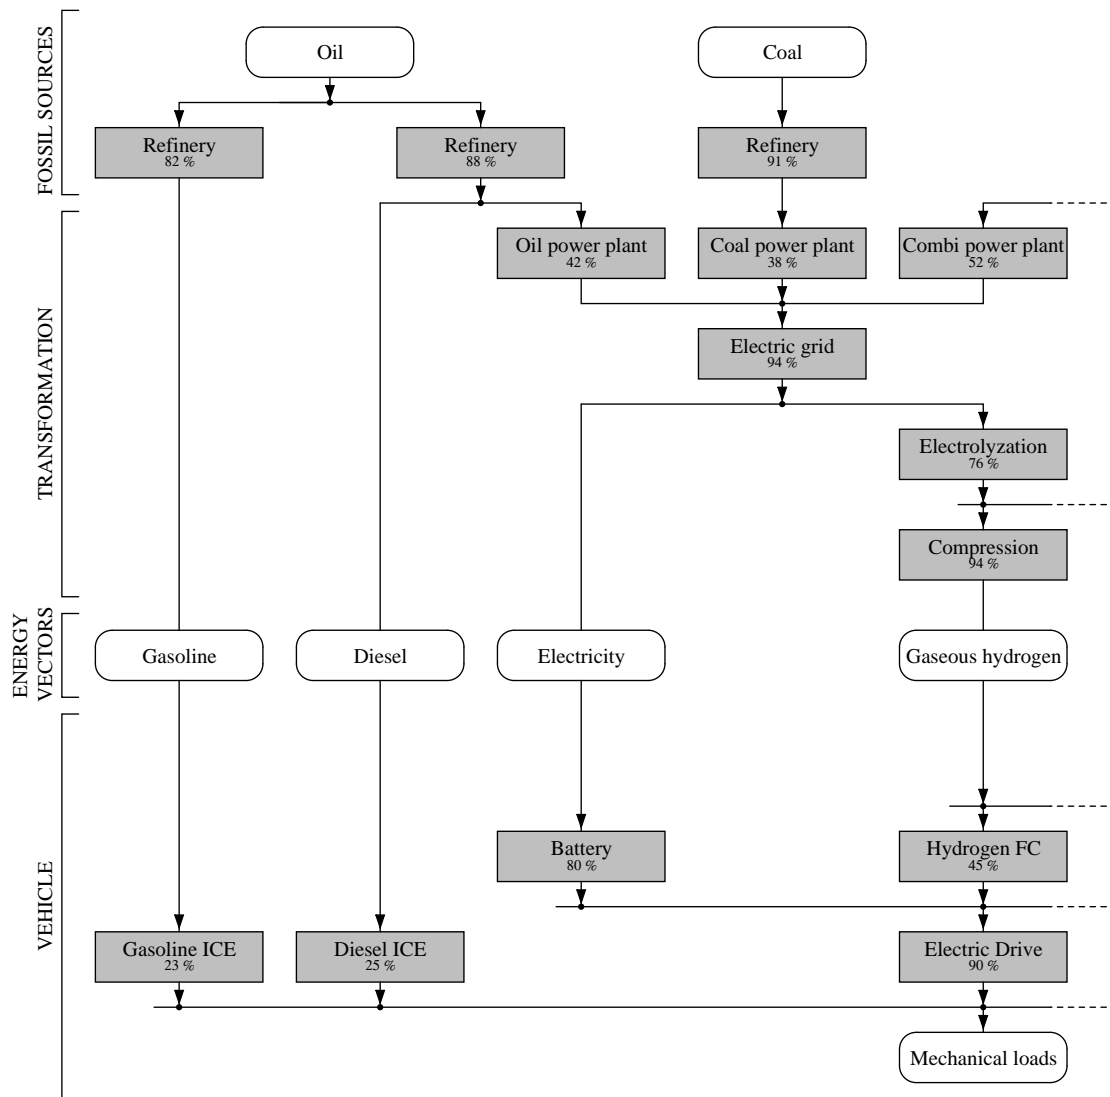 FOSSIL SOURCES
Oil
Coal
Refinery
82 %
Refinery
88 %
Refinery
91 %
TRANSFORMATION
Oil power plant
42 %
Coal power plant
38 %
Combi power plant
52 %
Electric grid
94 %
Electrolyzation
76 %
Compression
94 %
ENERGY
VECTORS
Gasoline
Diesel
Electricity
Gaseous hydrogen
VEHICLE
Battery
80 %
Hydrogen FC
45 %
Gasoline ICE
23 %
Diesel ICE
25 %
Electric Drive
90 %
Mechanical loads